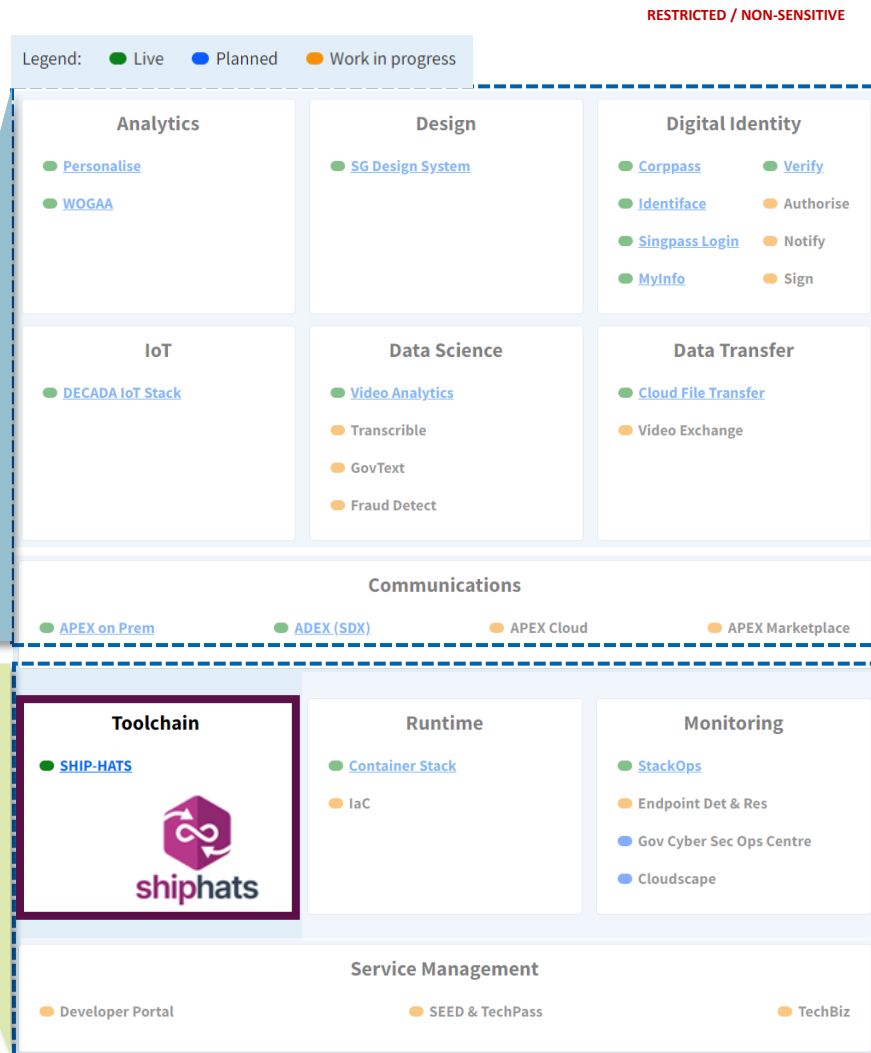 RESTRICTED / NON-SENSITIVE
Legend: Live Planned Work in progress
Analytics
Personalise
WOGAA
Design
SG Design System
Digital Identity
Corppass
Verify
Identiface
Authorise
Singpass Login
Notify
MyInfo
Sign
IoT
DECADA IoT Stack
Data Science
Video Analytics
Transcrible
GovText
Fraud Detect
Data Transfer
Cloud File Transfer
Video Exchange
Communications
APEX on Prem
ADEX (SDX)
APEX Cloud
APEX Marketplace
Toolchain
SHIP-HATS
shiphats
Runtime
Container Stack
IaC
Monitoring
StackOps
Endpoint Det & Res
Gov Cyber Sec Ops Centre
Cloudscape
Service Management
Developer Portal
SEED & TechPass
TechBiz